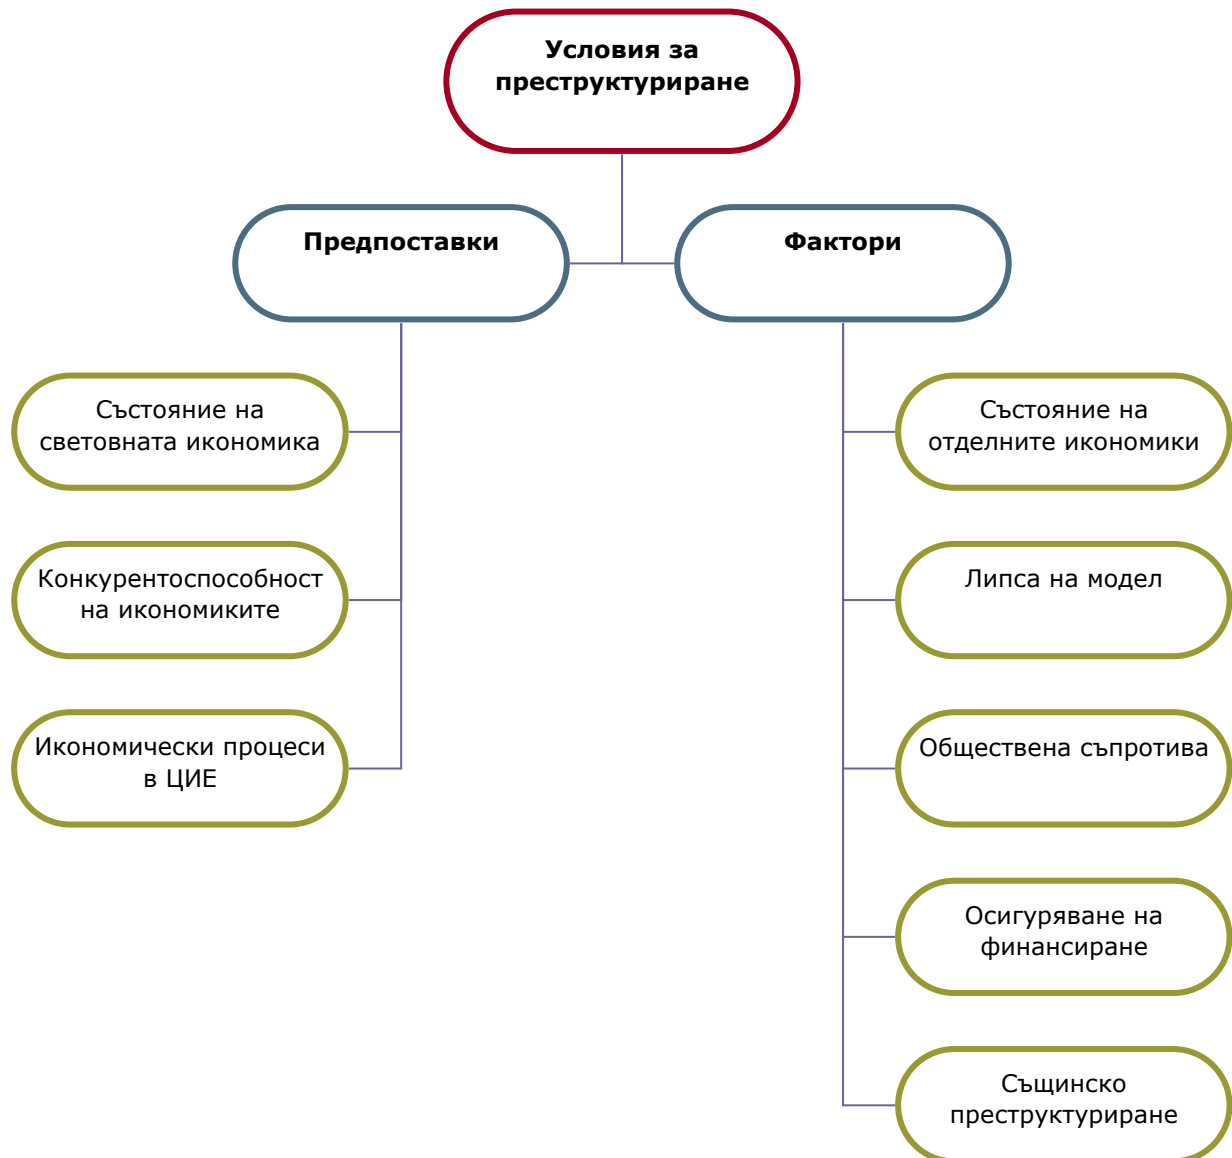 Условия за
преструктуриране
Предпоставки
Фактори
Състояние на
световната икономика
Конкурентоспособност
на икономиките
Икономически процеси
в ЦИЕ
Състояние на
отделните икономики
Липса на модел
Обществена съпротива
Осигуряване на
финансиране
Същинско
преструктуриране